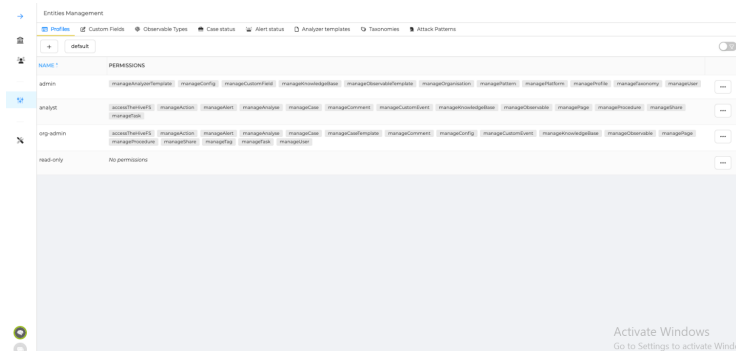 Entities Management
Profiles Custom Fields Observable Types Case status Alert status Analyzer templates Taxonomies Attack Patterns
+ default
NAME ↑ PERMISSIONS
admin manageAnalyzerTemplate manageConfig manageCustomField manageKnowledgeBase manageObservableTemplate manageOrganisation managePattern managePlatform manageProfile manageTaxonomy manageUser
analyst accessTheHiveFS manageAction manageAlert manageAnalyse manageCase manageComment manageCustomEvent manageKnowledgeBase manageObservable managePage manageProcedure manageShare
manageTask
org-admin accessTheHiveFS manageAction manageAlert manageAnalyse manageCase manageCaseTemplate manageComment manageConfig manageCustomEvent manageKnowledgeBase manageObservable managePage
manageProcedure manageShare manageTag manageTask manageUser
read-only No permissions
Activate Windows
Go to Settings to activate Wind